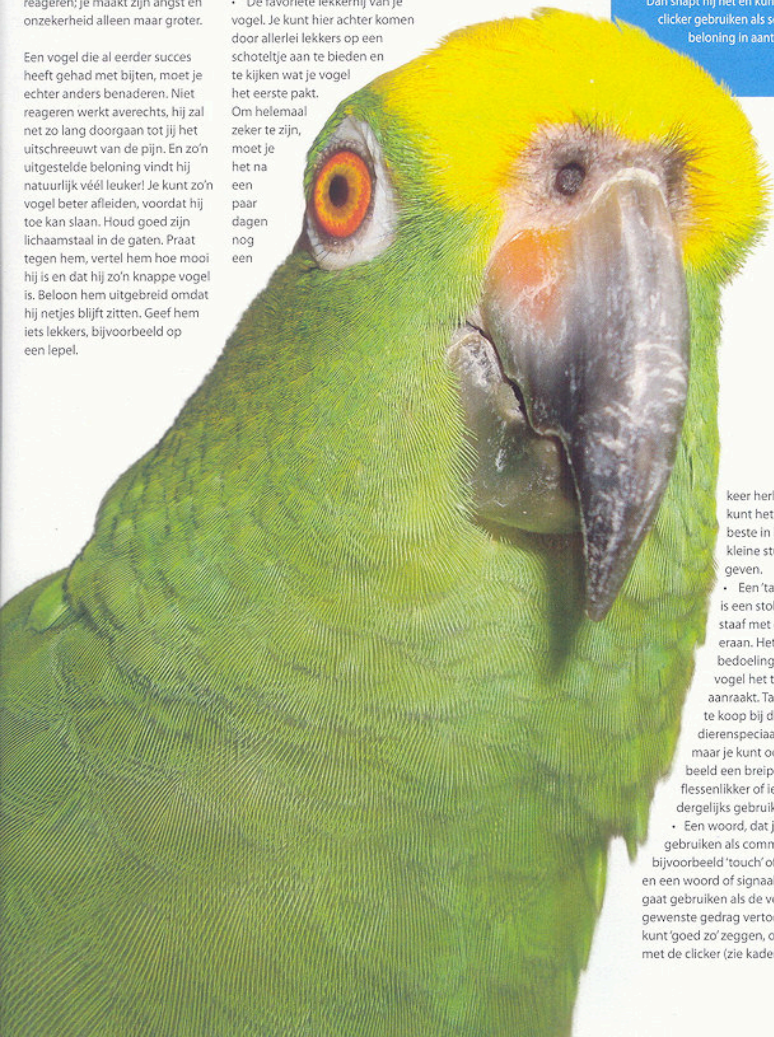 reageren; je maakt zijn angst en
onzekerheid alleen maar groter.
Een vogel die al eerder succes
heeft gehad met bijten, moet je
echter anders benaderen. Niet
reageren werkt averechts, hij zal
net zo lang doorgaan tot jij het
uitschreeuwt van de pijn. En zo'n
uitgestelde beloning vindt hij
natuurlijk véél leuker! Je kunt zo'n
vogel beter afleiden, voordat hij
toe kan slaan. Houd goed zijn
lichaamstaal in de gaten. Praat
tegen hem, vertel hem hoe mooi
hij is en dat hij zo'n knappe vogel
is. Beloon hem uitgebreid omdat
hij netjes blijft zitten. Geef hem
iets lekkers, bijvoorbeeld op
een lepel.
• De favoriete lekkernij van je
vogel. Je kunt hier achter komen
door allerlei lekkers op een
schoteltje aan te bieden en
te kijken wat je vogel
het eerste pakt.
Om helemaal
zeker te zijn,
moet je
het na
een
paar
dagen
nog
een
Dan snapt hij het en kun
clicker gebruiken als s
beloning in aant
keer her
kunt het
beste in
kleine st
geven.
• Een 'ta
is een sto
staaf met
eraan. Het
bedoeling
vogel het t
aanraakt. Ta
te koop bij d
dierenspeciaa
maar je kunt oo
beeld een breip
flessenlikker of ie
dergelijks gebruik
• Een woord, dat j
gebruiken als comm
bijvoorbeeld 'touch' o
en een woord of signaal
gaat gebruiken als de v
gewenste gedrag verto
kunt 'goed zo' zeggen, o
met de clicker (zie kade